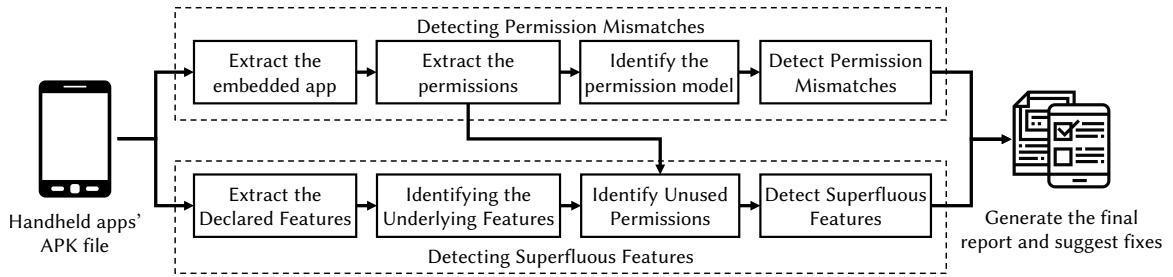 Detecting Permission Mismatches
Extract the
embedded app
Extract the
permissions
Identify the
permission model
Detect Permission
Mismatches
Handheld apps'
APK file
Extract the
Declared Features
Identifying the
Underlying Features
Identify Unused
Permissions
Detect Superfluous
Features
Detecting Superfluous Features
Generate the final
report and suggest fixes